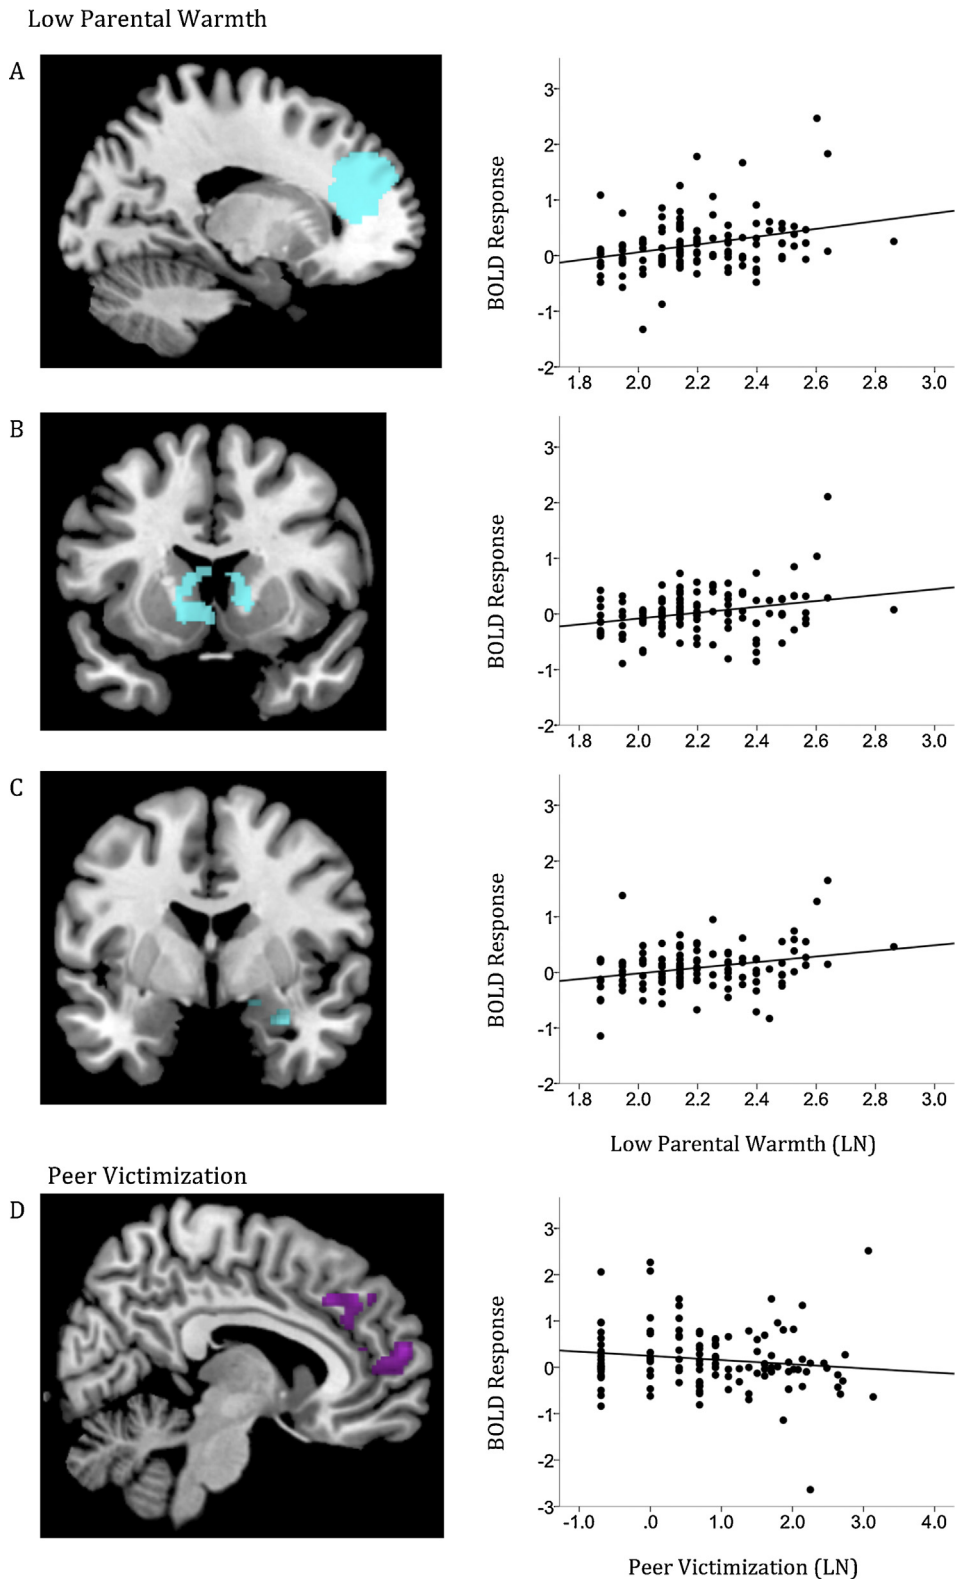 Low Parental Warmth
A
3
2
1
0
-1
-2
BOLD Response
1.8 2.0 2.2 2.4 2.6 2.8 3.0
B
3
2
1
0
-1
-2
BOLD Response
1.8 2.0 2.2 2.4 2.6 2.8 3.0
C
3
2
1
0
-1
-2
BOLD Response
1.8 2.0 2.2 2.4 2.6 2.8 3.0
Low Parental Warmth (LN)
Peer Victimization
D
3
2
1
0
-1
-2
-3
BOLD Response
-1.0 .0 1.0 2.0 3.0 4.0
Peer Victimization (LN)